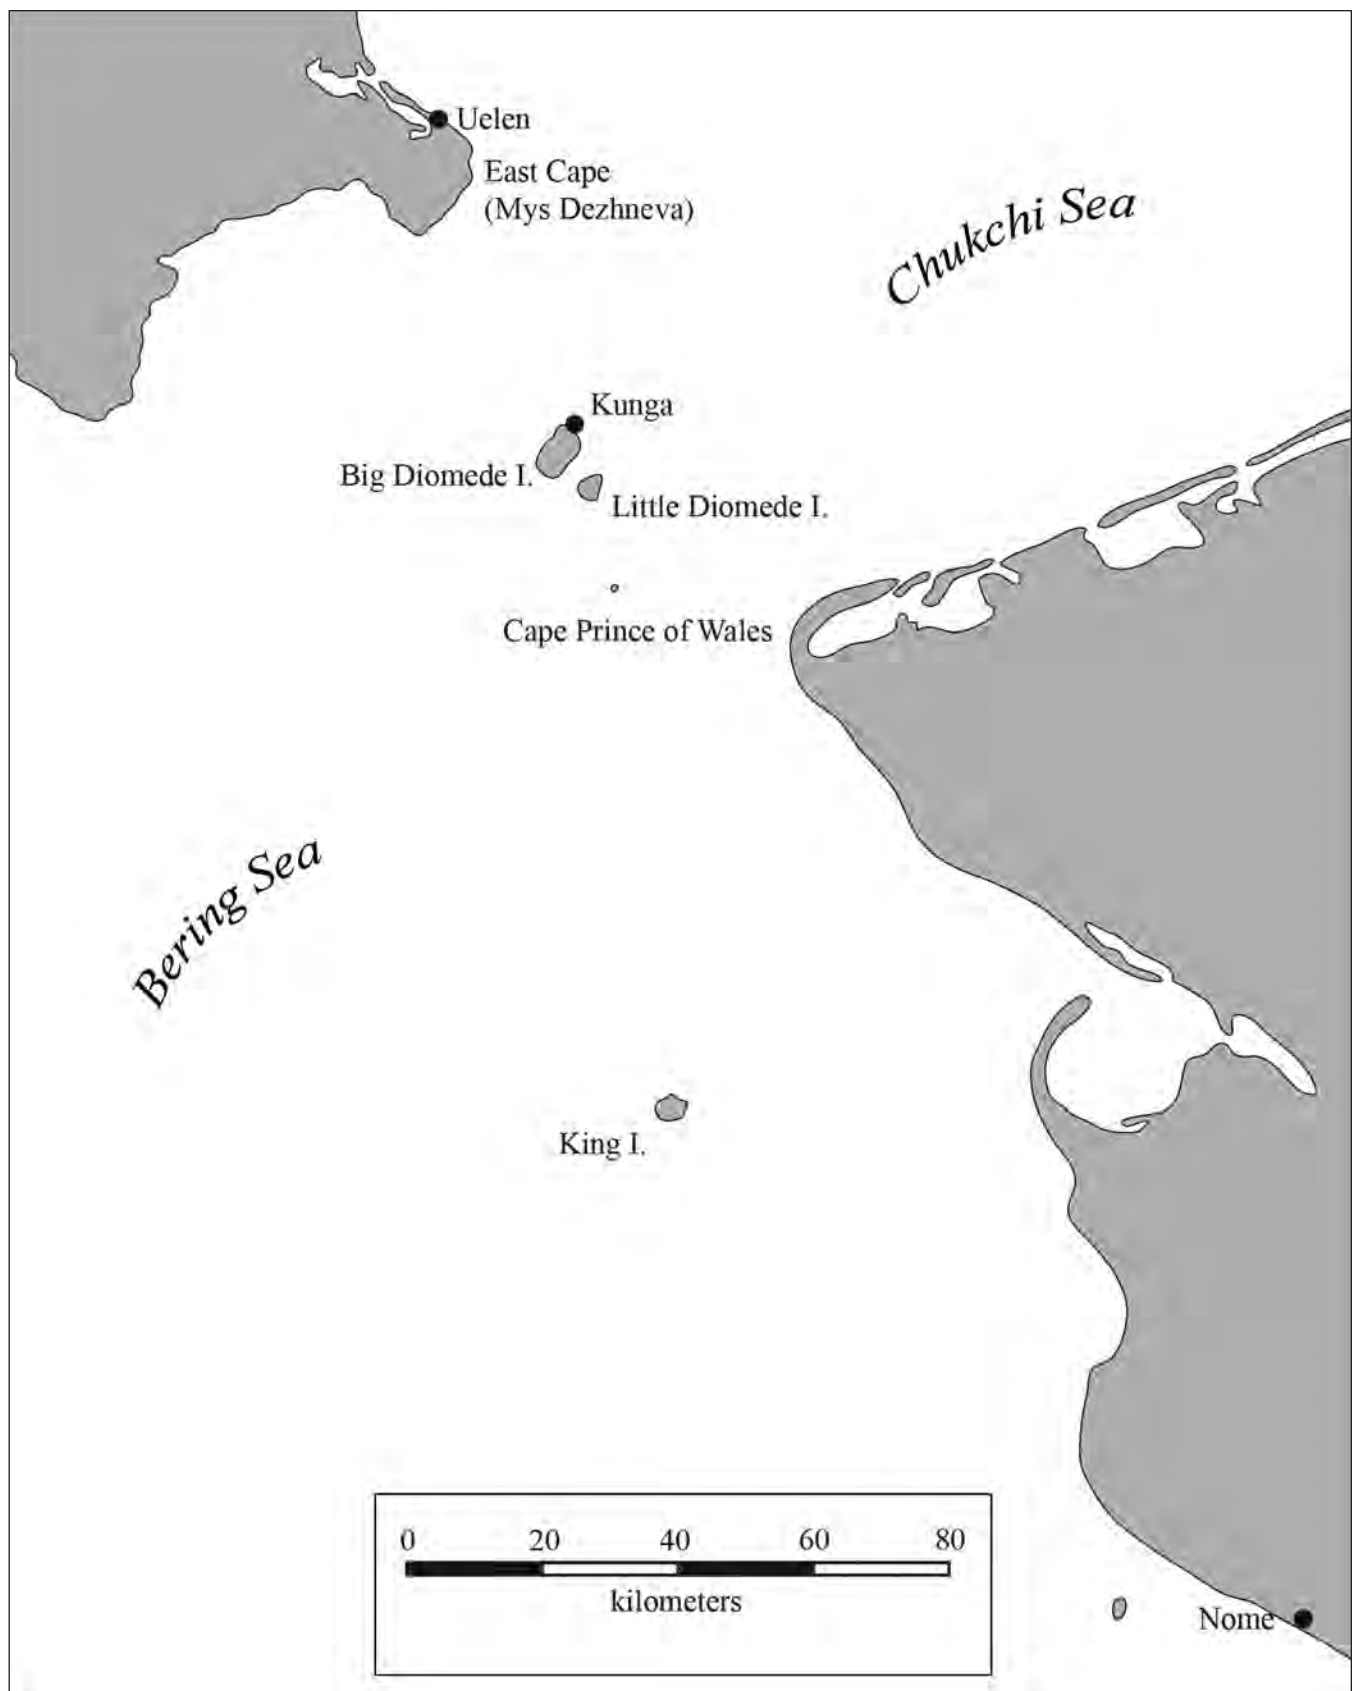 Uelen
East Cape
(Mys Dezhneva)
Chukchi Sea
Kunga
Big Diomede I.
Little Diomede I.
Cape Prince of Wales
Bering Sea
King I.
0 20 40 60 80
kilometers
Nome